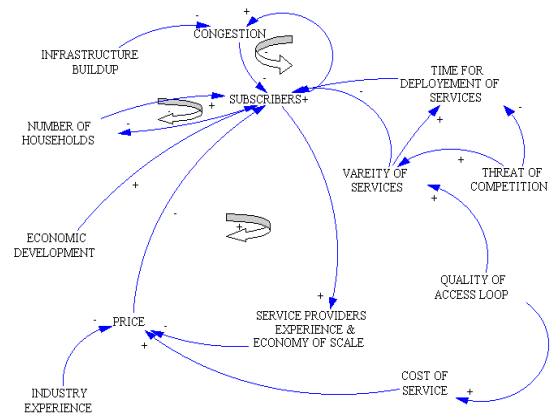 CONGESTION
INFRASTRUCTURE
BUILDUP
TIME FOR
DEPLOYEMENT OF
SERVICES
SUBSCRIBERS+
NUMBER OF
HOUSEHOLDS
VAREITY OF
SERVICES
THREAT OF
COMPETITION
ECONOMIC
DEVELOPMENT
QUALITY OF
ACCESS LOOP
PRICE
SERVICE PROVIDERS
EXPERIENCE &
ECONOMY OF SCALE
COST OF
SERVICE
INDUSTRY
EXPERIENCE